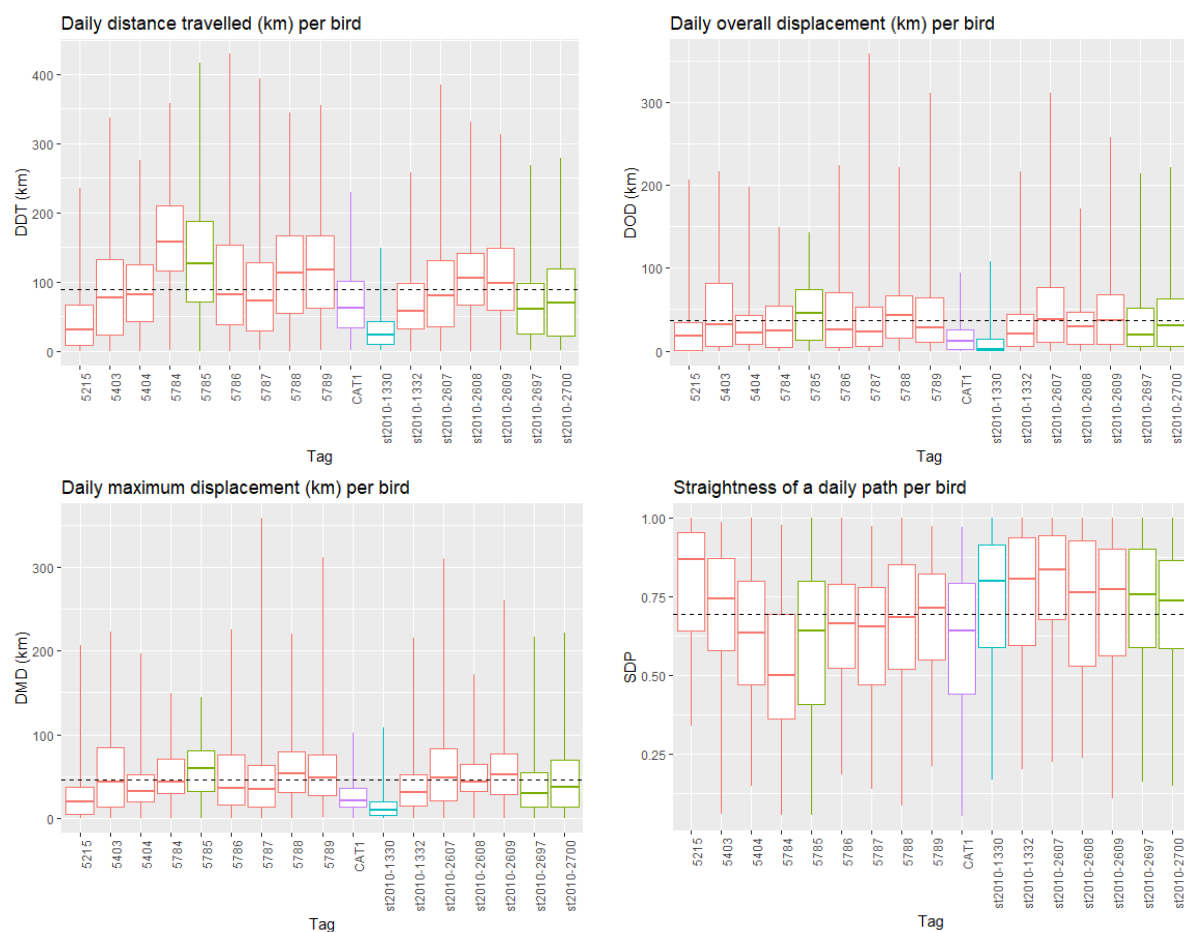 Daily distance travelled (km) per bird
DDT (km)
400
300
200
100
0
5215
5403
5404
5784
5785
5786
5787
5788
5789
CAT1
st2010-1330
st2010-1332
st2010-2607
st2010-2608
st2010-2609
st2010-2697
st2010-2700
Tag
Daily overall displacement (km) per bird
DOD (km)
300
200
100
0
5215
5403
5404
5784
5785
5786
5787
5788
5789
CAT1
st2010-1330
st2010-1332
st2010-2607
st2010-2608
st2010-2609
st2010-2697
st2010-2700
Tag
Daily maximum displacement (km) per bird
DMD (km)
300
200
100
0
5215
5403
5404
5784
5785
5786
5787
5788
5789
CAT1
st2010-1330
st2010-1332
st2010-2607
st2010-2608
st2010-2609
st2010-2697
st2010-2700
Tag
Straightness of a daily path per bird
SDP
1.00
0.75
0.50
0.25
5215
5403
5404
5784
5785
5786
5787
5788
5789
CAT1
st2010-1330
st2010-1332
st2010-2607
st2010-2608
st2010-2609
st2010-2697
st2010-2700
Tag